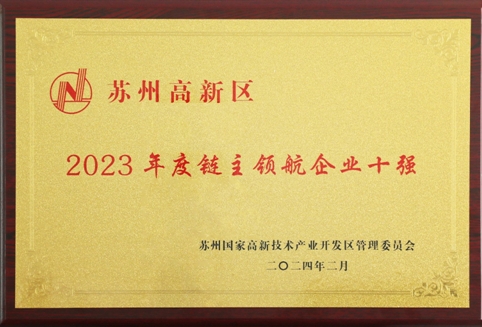 苏州高新区
2023年度链主领航企业十强
苏州国家高新技术产业开发区管理委员会
二〇二四年二月